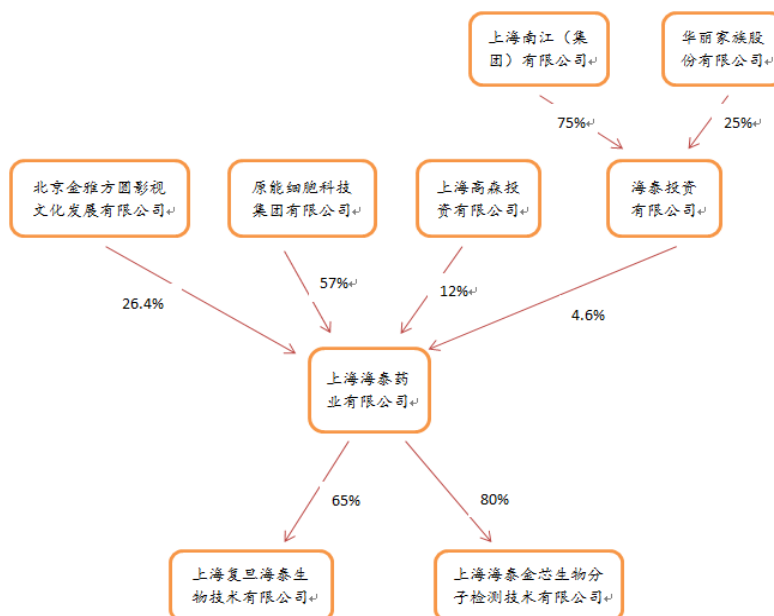 上海南江（集
团）有限公司
华丽家族股
份有限公司
75%
25%
北京金雅方圆影视
文化发展有限公司
原能细胞科技
集团有限公司
上海高森投
资有限公司
海泰投资
有限公司
26.4%
57%
12%
4.6%
上海海泰药
业有限公司
65%
80%
上海复旦海泰生
物技术有限公司
上海海泰金芯生物分
子检测技术有限公司